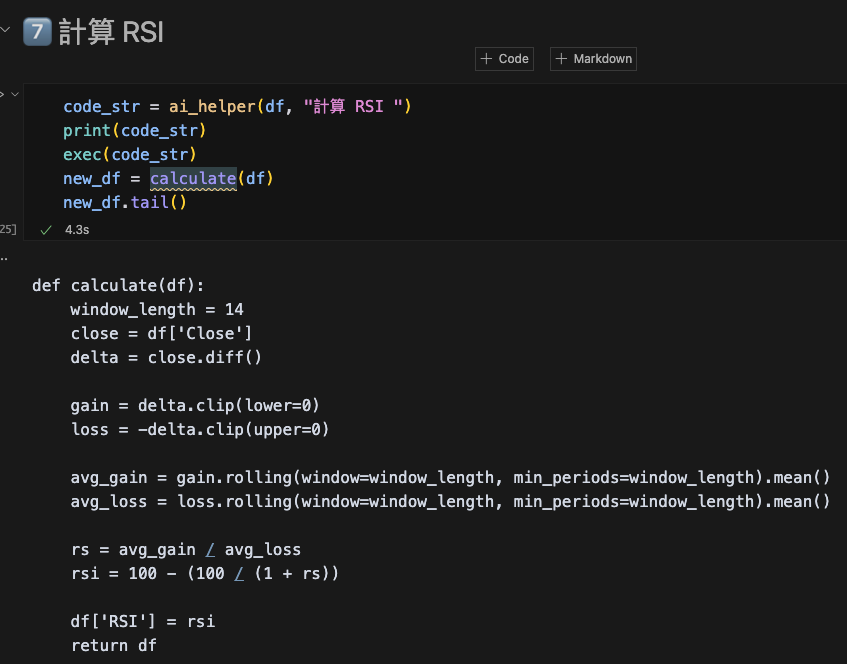 7 計算 RSI
+ Code + Markdown
code_str = ai_helper(df, "計算 RSI ")
print(code_str)
exec(code_str)
new_df = calculate(df)
new_df.tail()
25] ✓ 4.3s
..
def calculate(df):
    window_length = 14
    close = df['Close']
    delta = close.diff()
    gain = delta.clip(lower=0)
    loss = -delta.clip(upper=0)
    avg_gain = gain.rolling(window=window_length, min_periods=window_length).mean()
    avg_loss = loss.rolling(window=window_length, min_periods=window_length).mean()
    rs = avg_gain / avg_loss
    rsi = 100 - (100 / (1 + rs))
    df['RSI'] = rsi
    return df